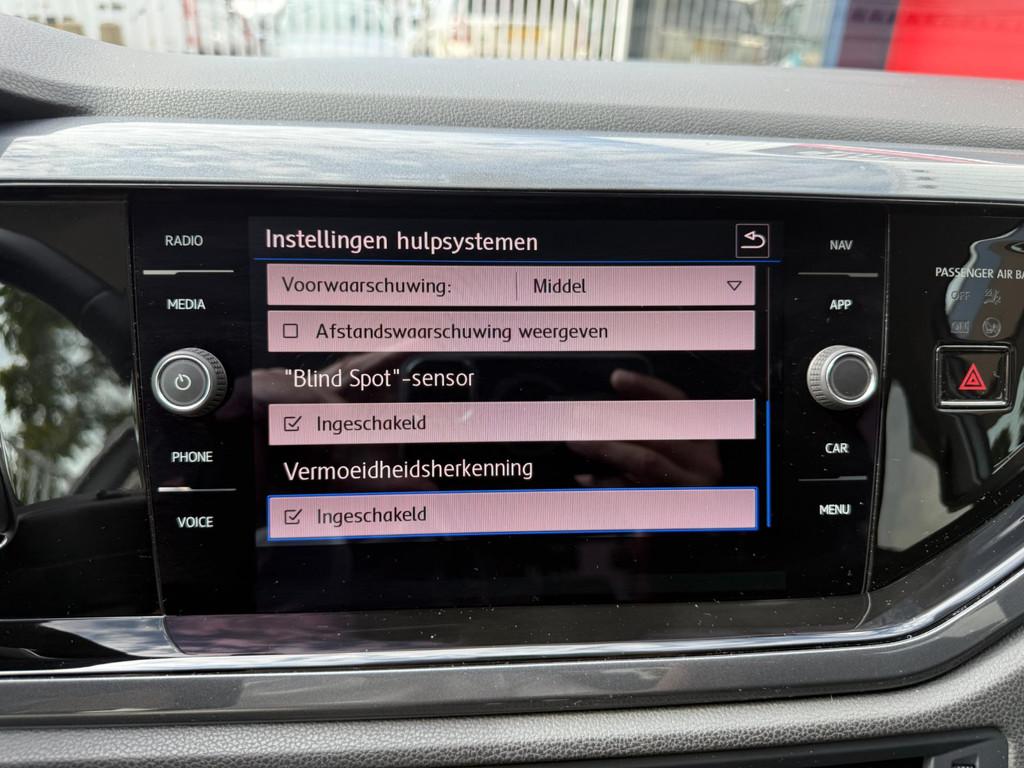 RADIO
MEDIA
PHONE
VOICE
Instellingen hulpsystemen
Voorwaarschuwing: Middel
Afstandswaarschuwing weergeven
"Blind Spot"-sensor
Ingeschakeld
Vermoeidheidsherkenning
Ingeschakeld
NAV
APP
CAR
MENU
PASSENGER AIR BA
OFF
ON